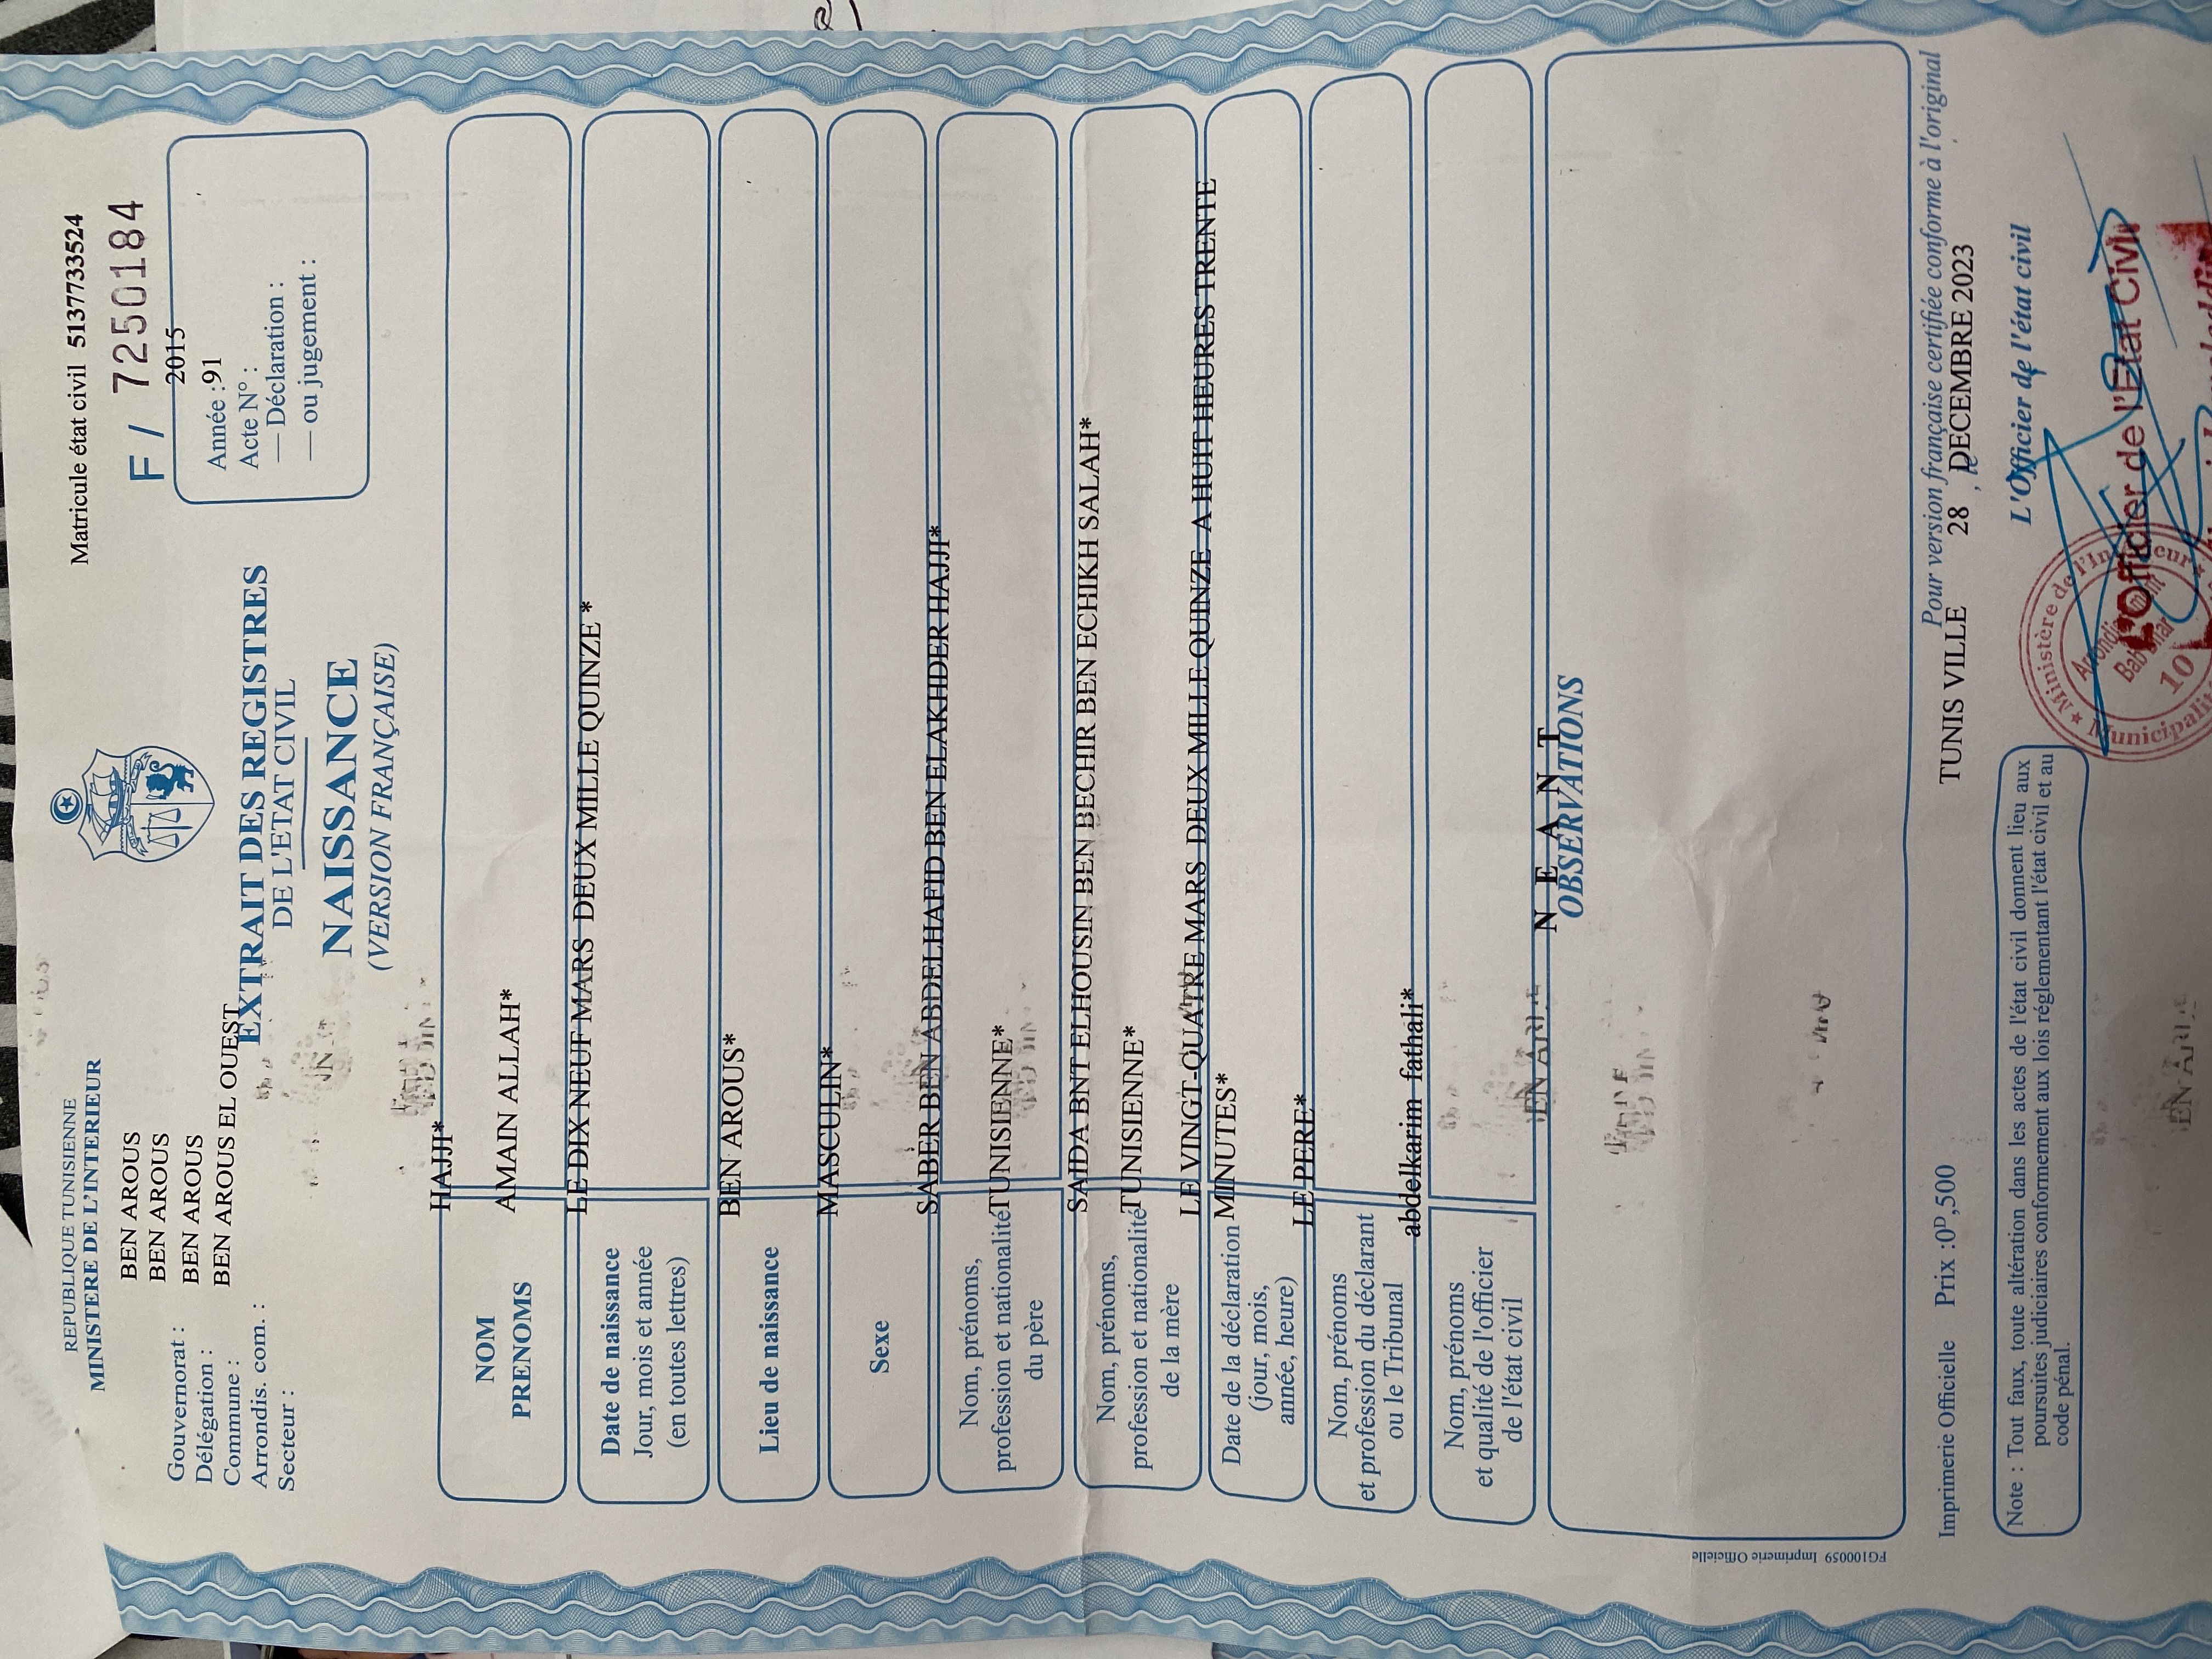 REPUBLIQUE TUNISIENNE
MINISTERE DE L'INTERIEUR
BEN AROUS
BEN AROUS
BEN AROUS
BEN AROUS EL OUEST
Gouvernorat :
Délégation :
Commune :
Arrondis. com. :
Secteur :
Matricule état civil 51377733524
F / 7250184
2015
Année : 91
Acte N° :
— Déclaration :
— ou jugement :
EXTRAIT DES REGISTRES
DE L'ETAT CIVIL
NAISSANCE
(VERSION FRANÇAISE)
HAJJI*
NOM
PRENOMS
AMAIN ALLAH*
LE DIX NEUF MARS DEUX MILLE QUINZE *
Date de naissance
Jour, mois et année
(en toutes lettres)
BEN AROUS*
Lieu de naissance
MASCULIN*
Sexe
SABER BEN ABDELHAFID BEN ELAKHDER HAJJI*
Nom, prénoms,
profession et nationalité TUNISIENNE*
du père
SAIDA BNT ELHOUSIN BEN BECHIR BEN ECHIKH SALAH*
Nom, prénoms,
profession et nationalité TUNISIENNE*
de la mère
LE VINGT-QUATRE MARS DEUX MILLE QUINZE A HUIT HEURES TRENTE
Date de la déclaration MINUTES*
(jour, mois,
année, heure)
LE PERE*
Nom, prénoms
et profession du déclarant
ou le Tribunal
abdelkarim fathali*
Nom, prénoms
et qualité de l'officier
de l'état civil
N E A N T
OBSERVATIONS
FG100059 Imprimerie Officielle
Imprimerie Officielle Prix :0ᴰ,500
Pour version française certifiée conforme à l'original
TUNIS VILLE , le 28 DECEMBRE 2023
L'Officier de l'état civil
Note : Tout faux, toute altération dans les actes de l'état civil donnent lieu aux
poursuites judiciaires conformement aux lois réglementant l'état civil et au
code pénal.
Ministère de l'Intérieur
Municipalité
10
L'Officier de l'Etat Civil